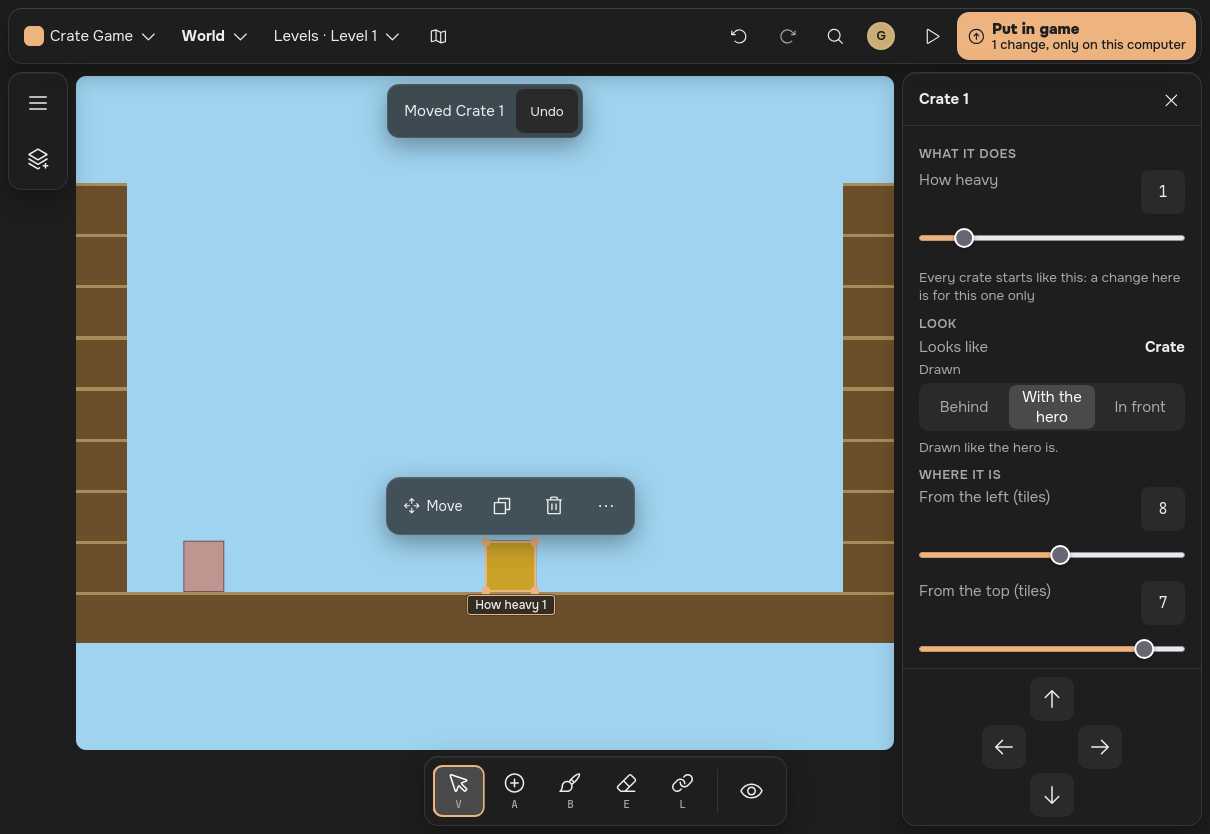 Crate Game
World
Levels · Level 1
G
Put in game
1 change, only on this computer
Moved Crate 1
Undo
Crate 1
WHAT IT DOES
How heavy
1
Every crate starts like this: a change here
is for this one only
LOOK
Looks like
Crate
Drawn
Behind
With the
hero
In front
Drawn like the hero is.
WHERE IT IS
From the left (tiles)
8
From the top (tiles)
7
Move
How heavy 1
V
A
B
E
L